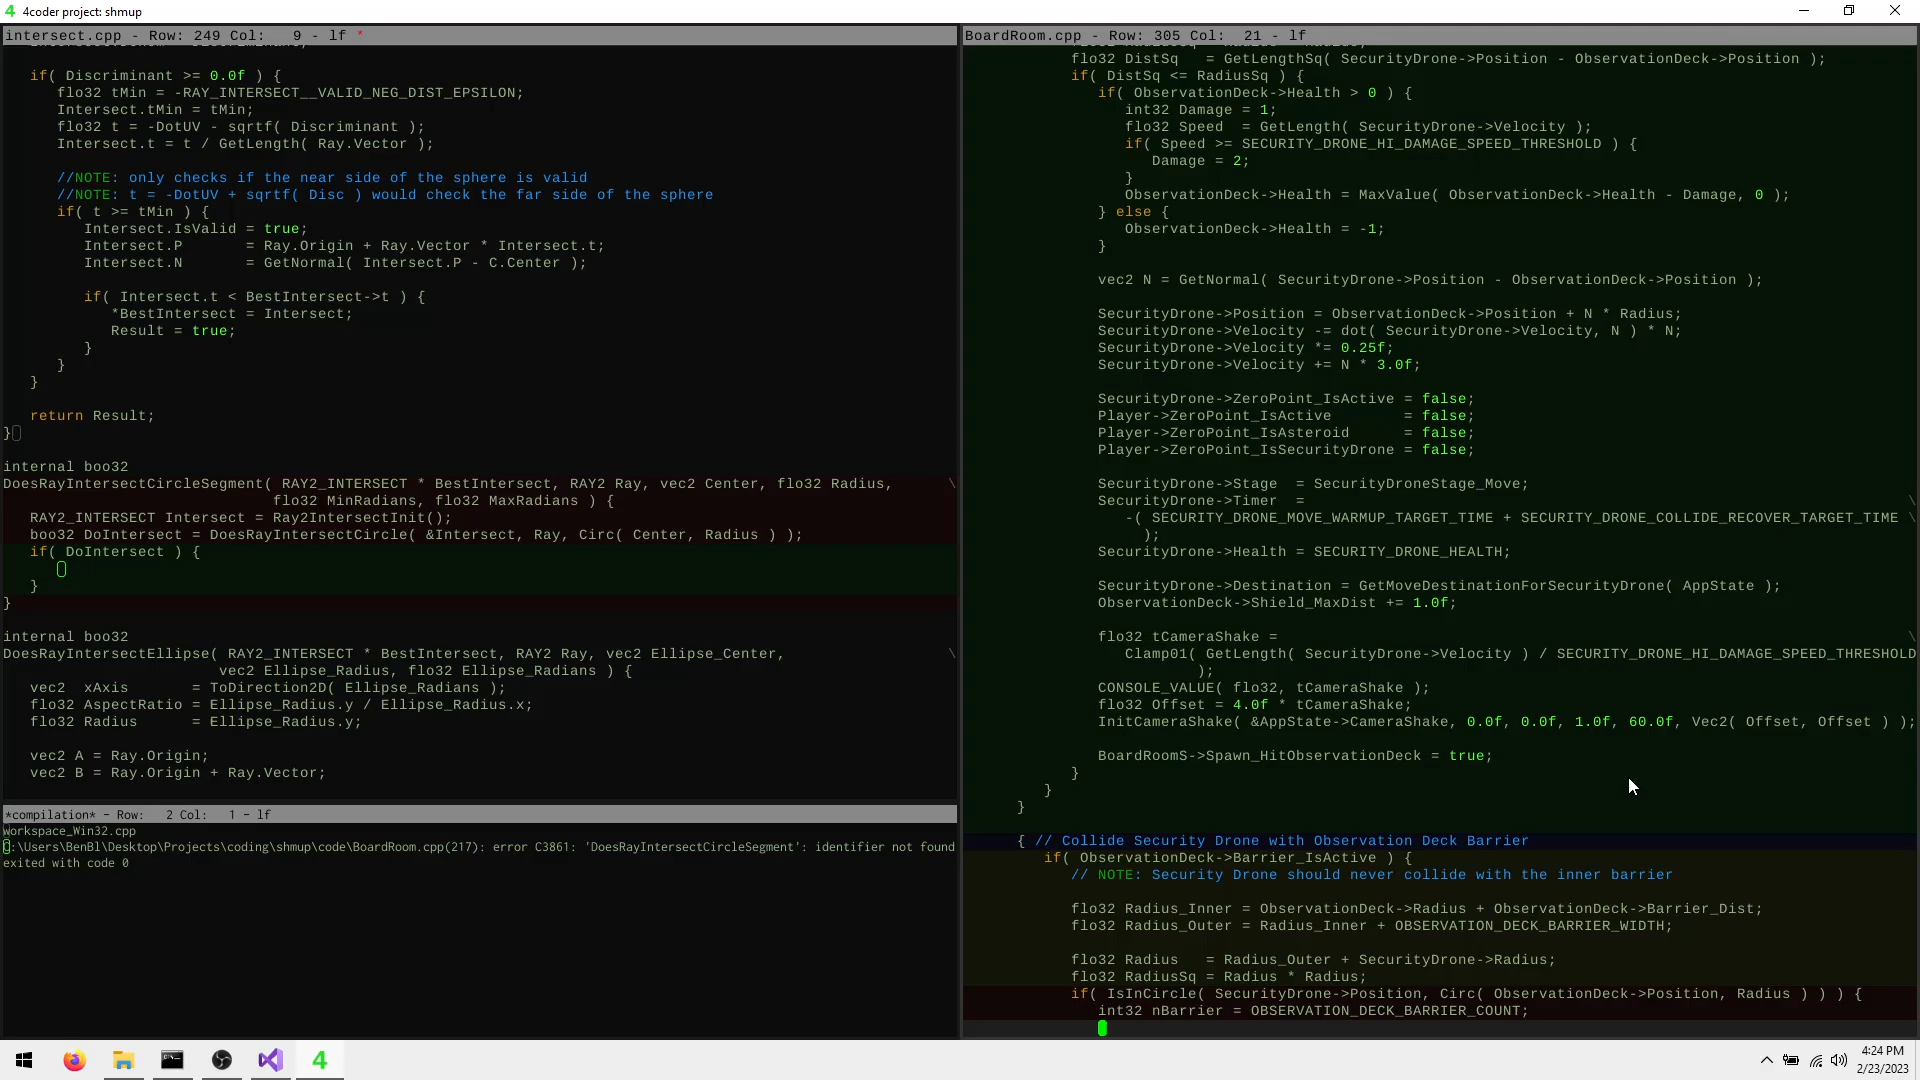 4coder project: shmup
intersect.cpp - Row: 249 Col:   9 - lf *
if( Discriminant >= 0.0f ) {
flo32 tMin = -RAY_INTERSECT__VALID_NEG_DIST_EPSILON;
Intersect.tMin = tMin;
flo32 t = -DotUV - sqrtf( Discriminant );
Intersect.t = t / GetLength( Ray.Vector );
//NOTE: only checks if the near side of the sphere is valid
//NOTE: t = -DotUV + sqrtf( Disc ) would check the far side of the sphere
if( t >= tMin ) {
Intersect.IsValid = true;
Intersect.P       = Ray.Origin + Ray.Vector * Intersect.t;
Intersect.N       = GetNormal( Intersect.P - C.Center );
if( Intersect.t < BestIntersect->t ) {
*BestIntersect = Intersect;
Result = true;
}
}
}
return Result;
}
internal boo32
DoesRayIntersectCircleSegment( RAY2_INTERSECT * BestIntersect, RAY2 Ray, vec2 Center, flo32 Radius, \
flo32 MinRadians, flo32 MaxRadians ) {
RAY2_INTERSECT Intersect = Ray2IntersectInit();
boo32 DoIntersect = DoesRayIntersectCircle( &Intersect, Ray, Circ( Center, Radius ) );
if( DoIntersect ) {
}
}
internal boo32
DoesRayIntersectEllipse( RAY2_INTERSECT * BestIntersect, RAY2 Ray, vec2 Ellipse_Center, \
vec2 Ellipse_Radius, flo32 Ellipse_Radians ) {
vec2  xAxis       = ToDirection2D( Ellipse_Radians );
flo32 AspectRatio = Ellipse_Radius.y / Ellipse_Radius.x;
flo32 Radius      = Ellipse_Radius.y;
vec2 A = Ray.Origin;
vec2 B = Ray.Origin + Ray.Vector;
*compilation* - Row:   2 Col:   1 - lf
workspace_Win32.cpp
:\Users\BenBl\Desktop\Projects\coding\shmup\code\BoardRoom.cpp(217): error C3861: 'DoesRayIntersectCircleSegment': identifier not found
exited with code 0
BoardRoom.cpp - Row: 305 Col:  21 - lf
flo32 DistSq   = GetLengthSq( SecurityDrone->Position - ObservationDeck->Position );
if( DistSq <= RadiusSq ) {
if( ObservationDeck->Health > 0 ) {
int32 Damage = 1;
flo32 Speed  = GetLength( SecurityDrone->Velocity );
if( Speed >= SECURITY_DRONE_HI_DAMAGE_SPEED_THRESHOLD ) {
Damage = 2;
}
ObservationDeck->Health = MaxValue( ObservationDeck->Health - Damage, 0 );
} else {
ObservationDeck->Health = -1;
}
vec2 N = GetNormal( SecurityDrone->Position - ObservationDeck->Position );
SecurityDrone->Position = ObservationDeck->Position + N * Radius;
SecurityDrone->Velocity -= dot( SecurityDrone->Velocity, N ) * N;
SecurityDrone->Velocity *= 0.25f;
SecurityDrone->Velocity += N * 3.0f;
SecurityDrone->ZeroPoint_IsActive = false;
Player->ZeroPoint_IsActive        = false;
Player->ZeroPoint_IsAsteroid      = false;
Player->ZeroPoint_IsSecurityDrone = false;
SecurityDrone->Stage  = SecurityDroneStage_Move;
SecurityDrone->Timer  = \
-( SECURITY_DRONE_MOVE_WARMUP_TARGET_TIME + SECURITY_DRONE_COLLIDE_RECOVER_TARGET_TIME \
);
SecurityDrone->Health = SECURITY_DRONE_HEALTH;
SecurityDrone->Destination = GetMoveDestinationForSecurityDrone( AppState );
ObservationDeck->Shield_MaxDist += 1.0f;
flo32 tCameraShake = \
Clamp01( GetLength( SecurityDrone->Velocity ) / SECURITY_DRONE_HI_DAMAGE_SPEED_THRESHOLD
);
CONSOLE_VALUE( flo32, tCameraShake );
flo32 Offset = 4.0f * tCameraShake;
InitCameraShake( &AppState->CameraShake, 0.0f, 0.0f, 1.0f, 60.0f, Vec2( Offset, Offset ) );
BoardRoomS->Spawn_HitObservationDeck = true;
}
}
}
{ // Collide Security Drone with Observation Deck Barrier
if( ObservationDeck->Barrier_IsActive ) {
// NOTE: Security Drone should never collide with the inner barrier
flo32 Radius_Inner = ObservationDeck->Radius + ObservationDeck->Barrier_Dist;
flo32 Radius_Outer = Radius_Inner + OBSERVATION_DECK_BARRIER_WIDTH;
flo32 Radius   = Radius_Outer + SecurityDrone->Radius;
flo32 RadiusSq = Radius * Radius;
if( IsInCircle( SecurityDrone->Position, Circ( ObservationDeck->Position, Radius ) ) ) {
int32 nBarrier = OBSERVATION_DECK_BARRIER_COUNT;
4:24 PM
2/23/2023